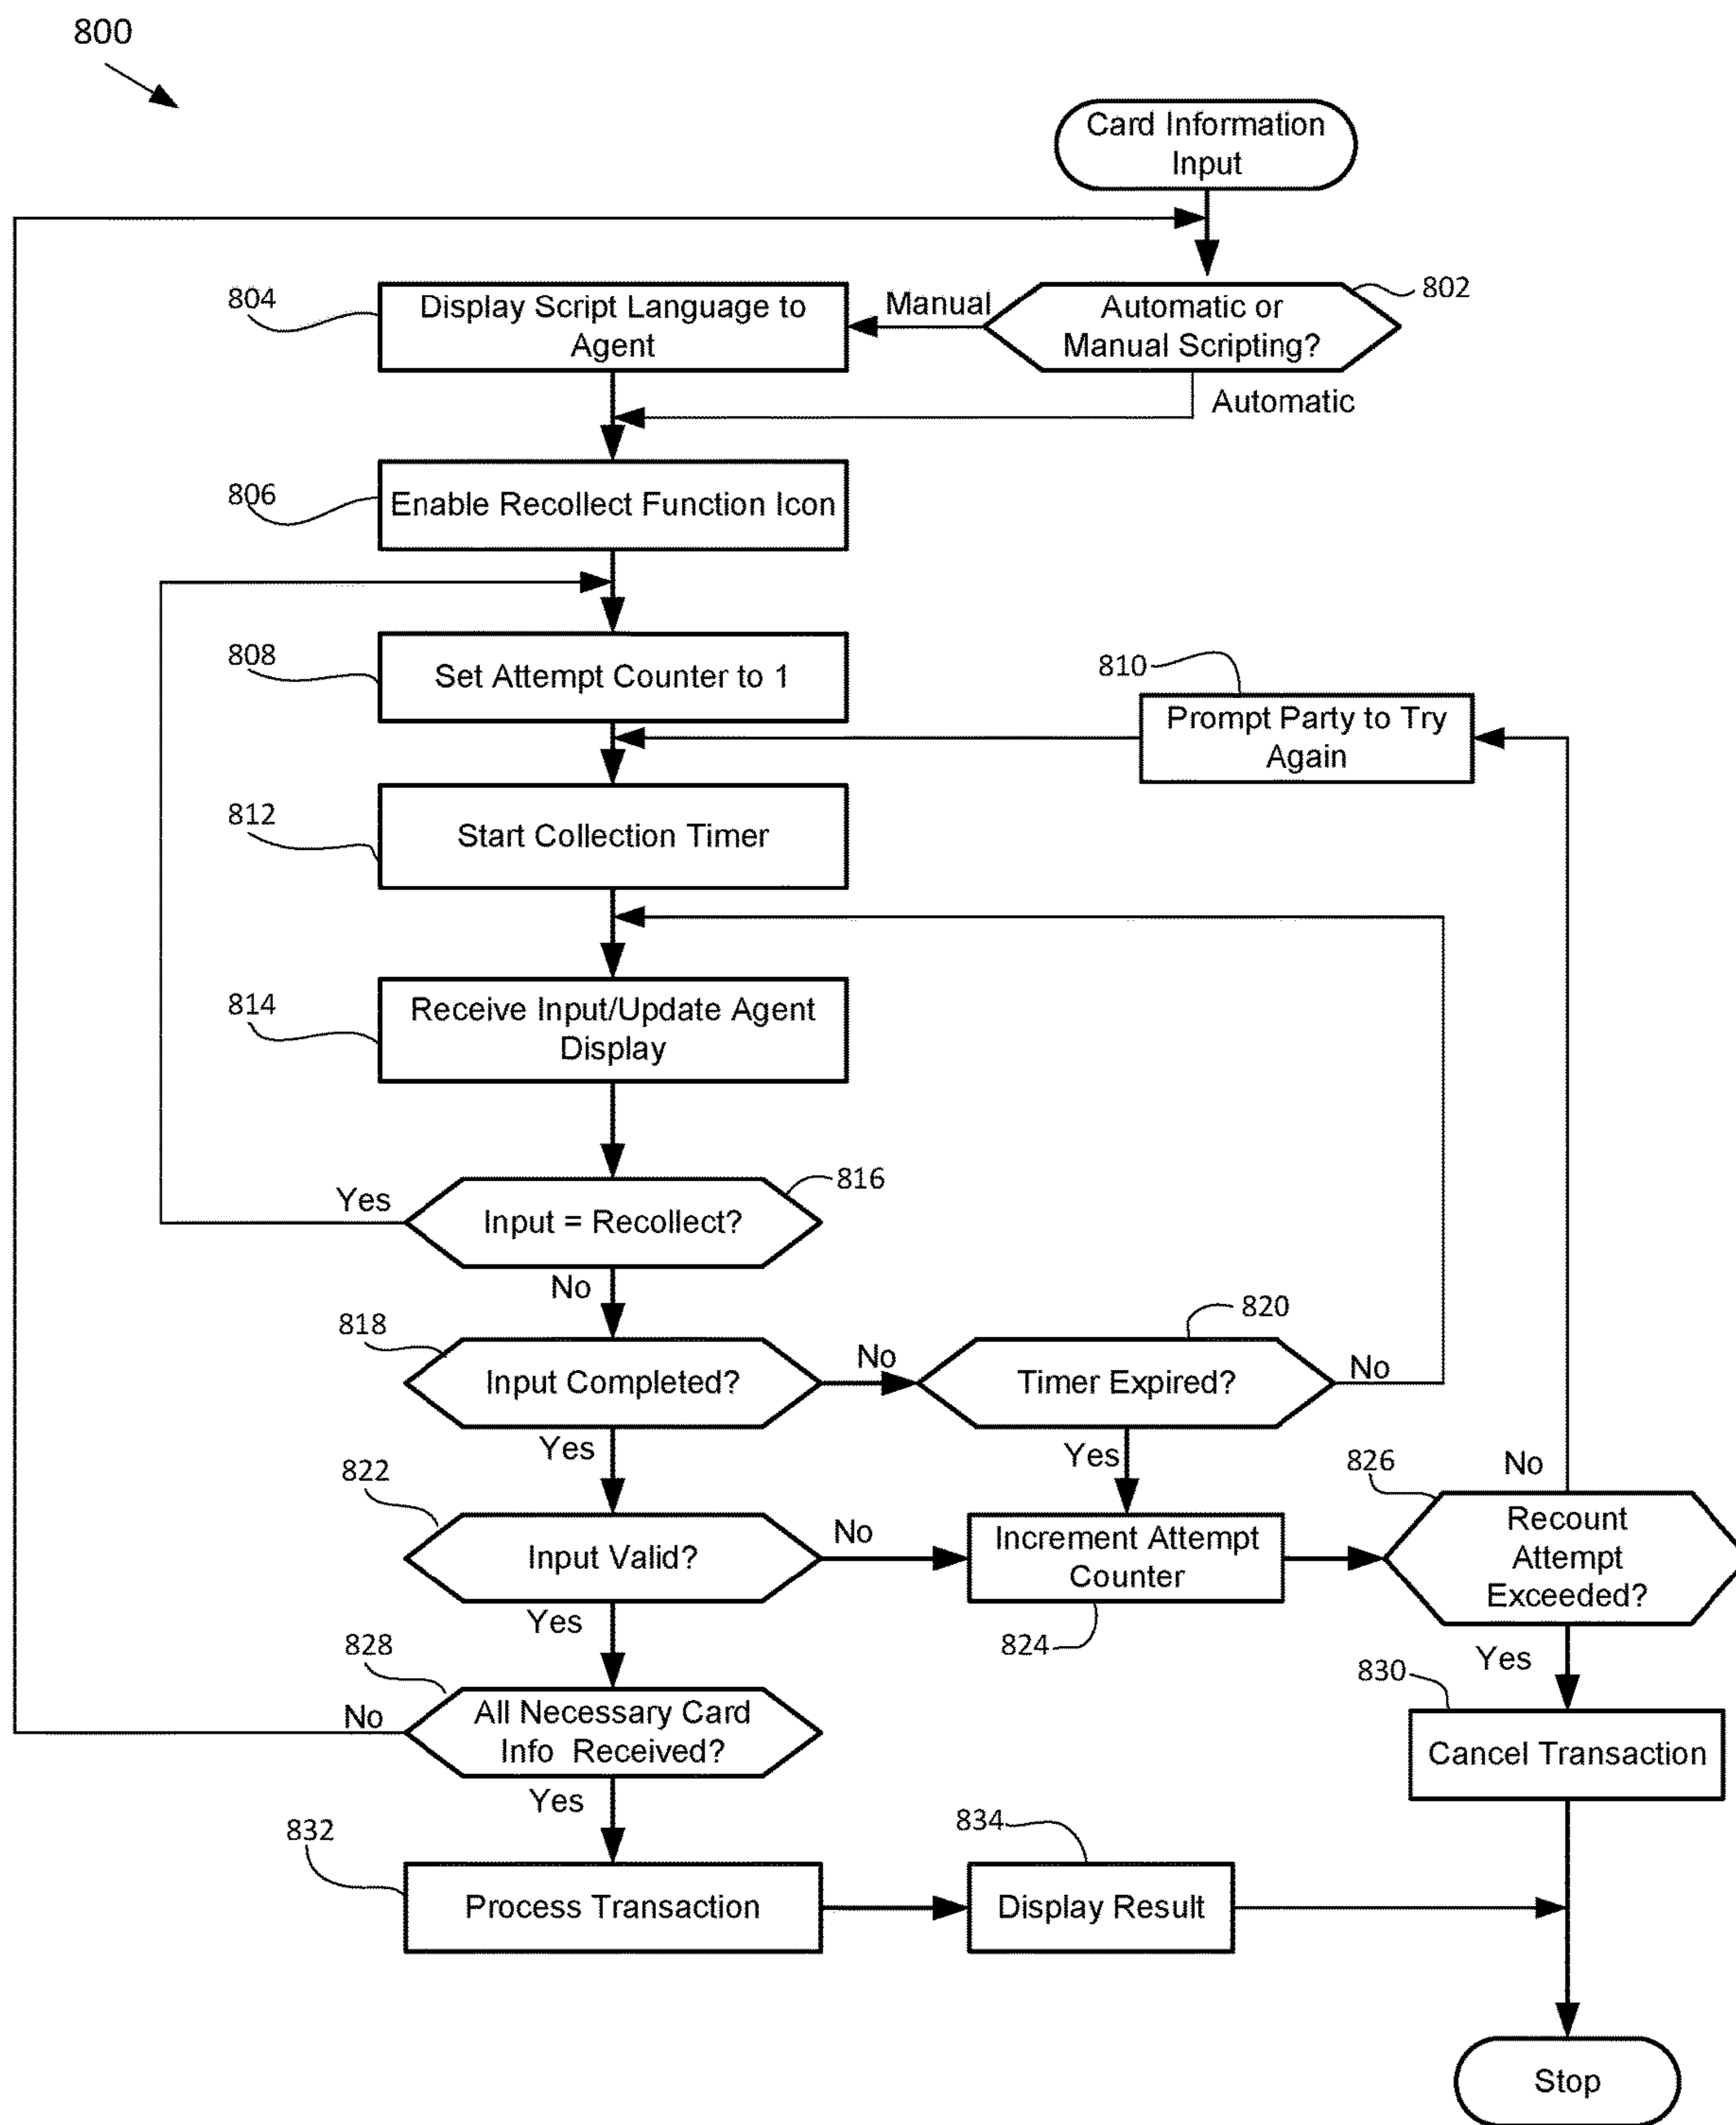 800
Card Information
Input
804
Display Script Language to
Agent
Manual
Automatic or
Manual Scripting?
802
Automatic
806
Enable Recollect Function Icon
808
Set Attempt Counter to 1
810
Prompt Party to Try
Again
812
Start Collection Timer
814
Receive Input/Update Agent
Display
816
Yes
Input = Recollect?
No
818
Input Completed?
No
820
Timer Expired?
No
Yes
Yes
822
Input Valid?
No
Increment Attempt
Counter
824
826
No
Recount
Attempt
Exceeded?
Yes
Yes
828
No
All Necessary Card
Info Received?
830
Cancel Transaction
Yes
832
Process Transaction
834
Display Result
Stop